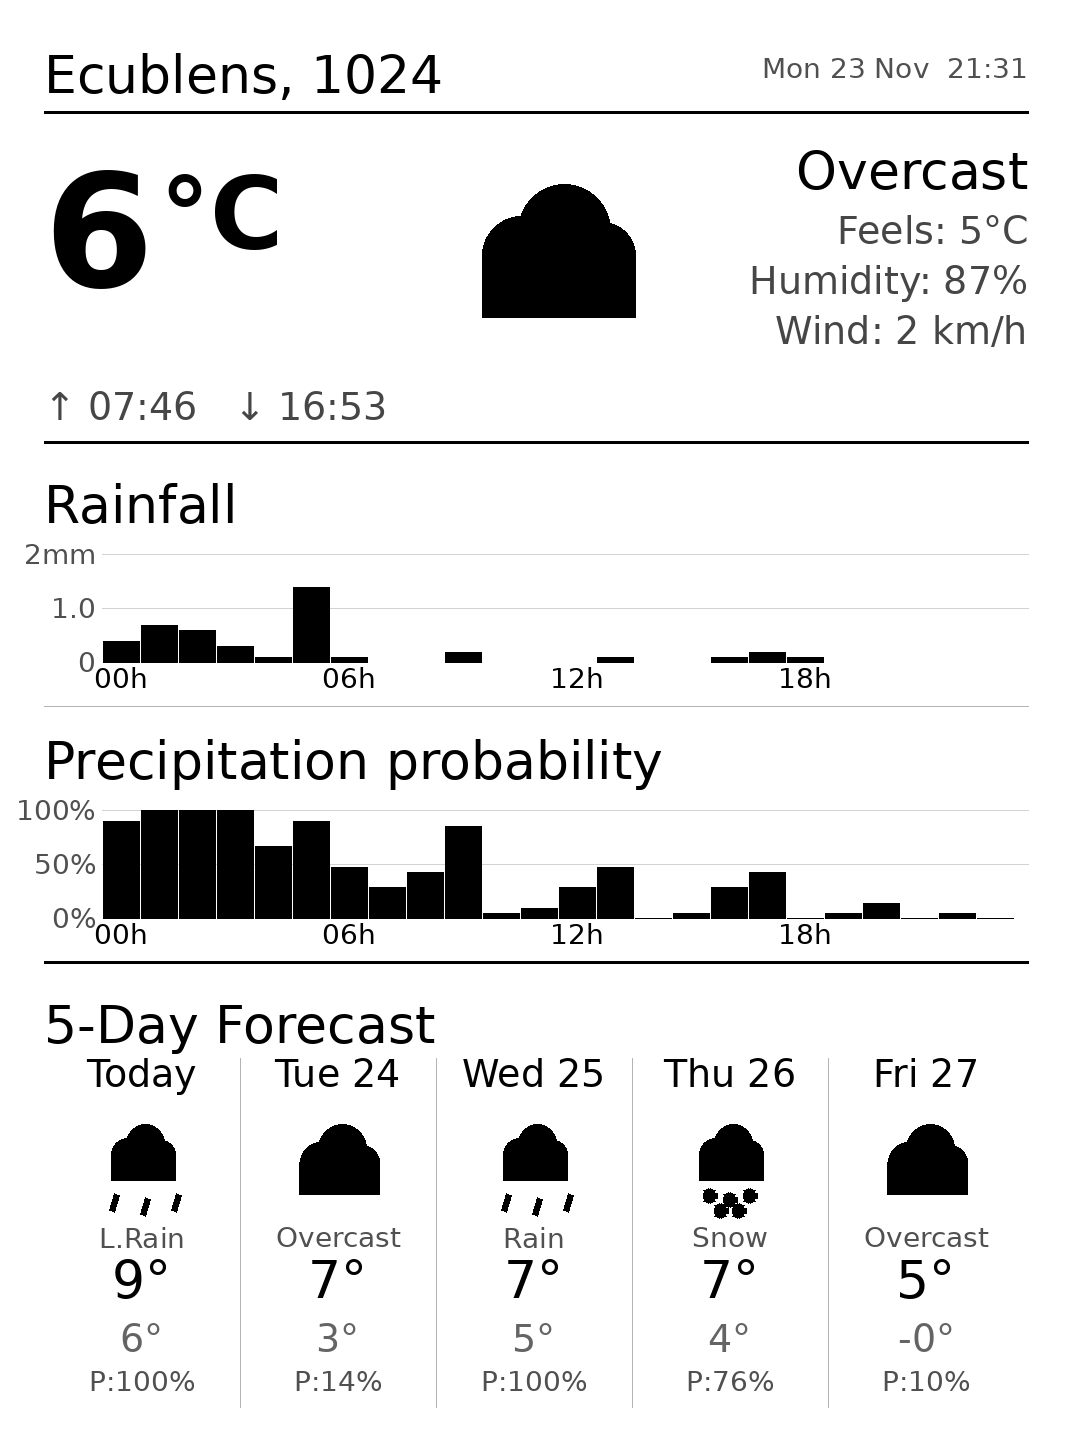 Ecublens, 1024
Mon 23 Nov  21:31
6°C
Overcast
Feels: 5°C
Humidity: 87%
Wind: 2 km/h
↑ 07:46   ↓ 16:53
Rainfall
2mm
1.0
0
00h 06h 12h 18h
Precipitation probability
100%
50%
0%
00h 06h 12h 18h
5-Day Forecast
Today Tue 24 Wed 25 Thu 26 Fri 27
L.Rain Overcast Rain Snow Overcast
9° 7° 7° 7° 5°
6° 3° 5° 4° -0°
P:100% P:14% P:100% P:76% P:10%